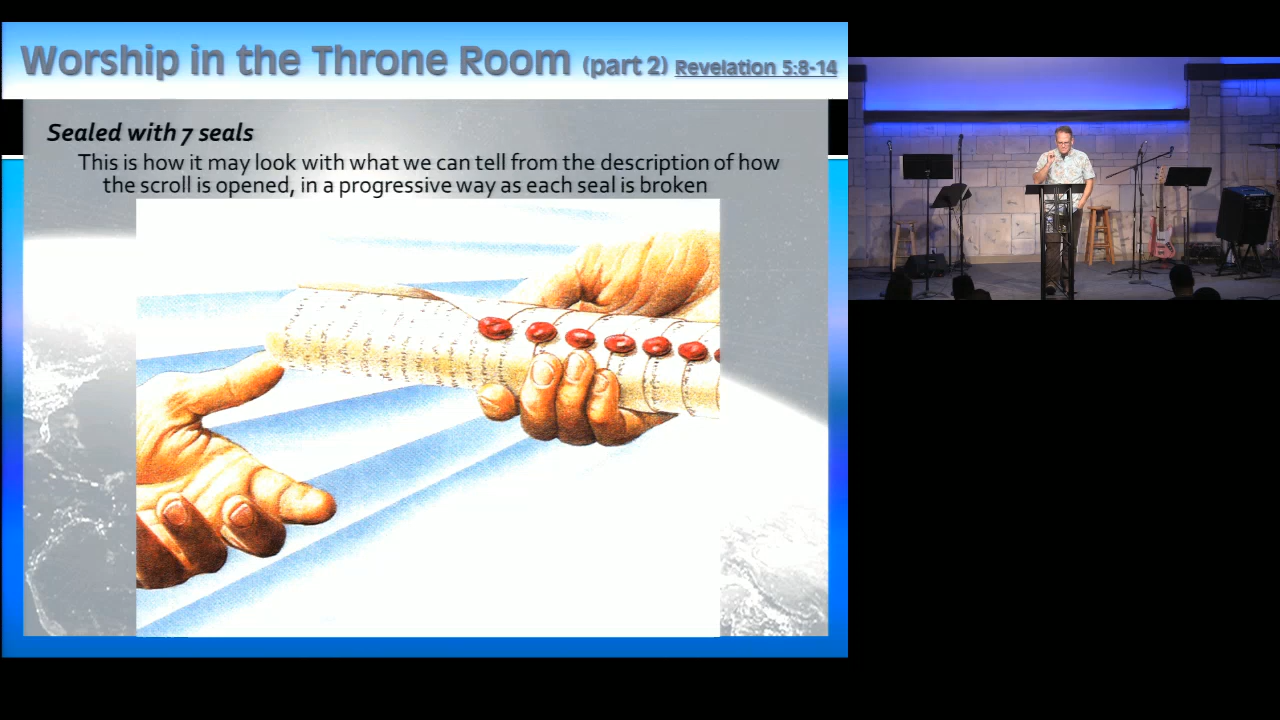 Worship in the Throne Room (part 2) Revelation 5:8-14
Sealed with 7 seals
This is how it may look with what we can tell from the description of how
the scroll is opened, in a progressive way as each seal is broken